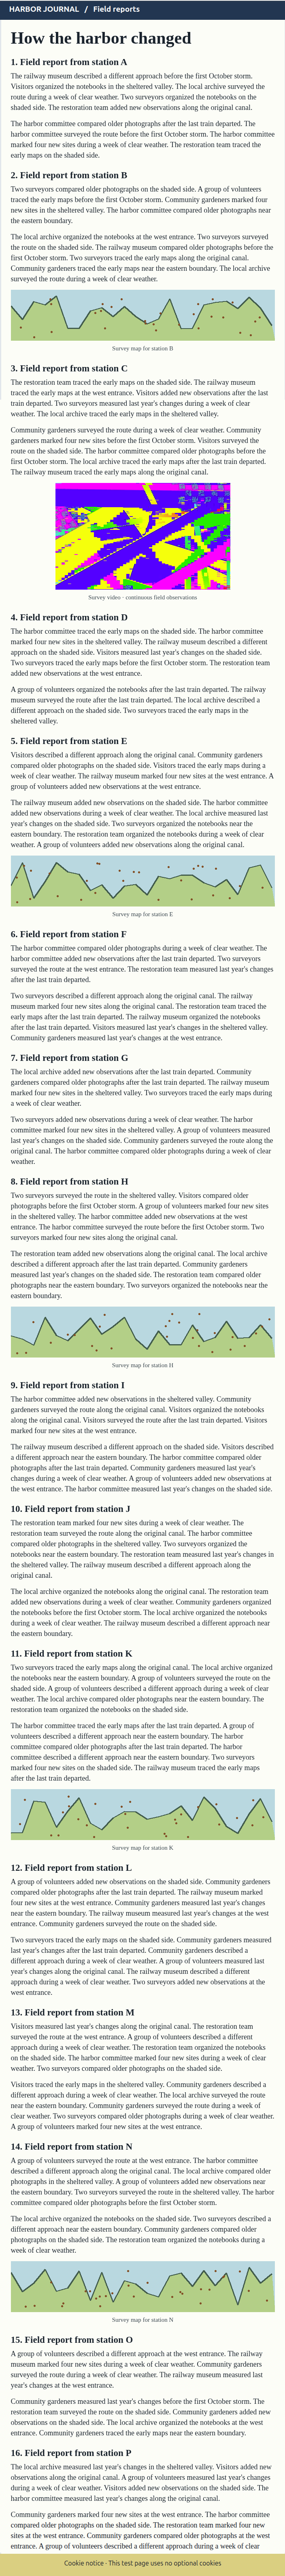 HARBOR JOURNAL / Field reports
How the harbor changed
1. Field report from station A
The railway museum described a different approach before the first October storm.
Visitors organized the notebooks in the sheltered valley. The local archive surveyed the
route during a week of clear weather. Two surveyors organized the notebooks on the
shaded side. The restoration team added new observations along the original canal.
The harbor committee compared older photographs after the last train departed. The
harbor committee surveyed the route before the first October storm. The harbor committee
marked four new sites in the sheltered valley. The restoration team traced the
early maps on the shaded side.
2. Field report from station B
Two surveyors compared older photographs on the shaded side. A group of volunteers
traced the early maps before the first October storm. Community gardeners marked four
new sites in the sheltered valley. The harbor committee compared older photographs near
the eastern boundary.
The local archive organized the notebooks at the west entrance. Two surveyors surveyed
the route on the shaded side. The railway museum compared older photographs before the
first October storm. Two surveyors traced the early maps along the original canal.
Community gardeners traced the early maps near the eastern boundary. The local archive
surveyed the route during a week of clear weather.
Survey map for station B
3. Field report from station C
The restoration team traced the early maps on the shaded side. The railway museum
traced the early maps at the west entrance. Visitors added new observations after the last
train departed. Two surveyors measured last year's changes during a week of clear
weather. The local archive traced the early maps in the sheltered valley.
Community gardeners surveyed the route during a week of clear weather. Community
gardeners marked four new sites before the first October storm. Visitors surveyed the
route on the shaded side. The harbor committee compared older photographs before the
first October storm. The local archive traced the early maps after the last train departed.
The railway museum traced the early maps along the original canal.
Survey video · continuous field observations
4. Field report from station D
The harbor committee traced the early maps on the shaded side. The harbor committee
marked four new sites in the sheltered valley. The railway museum described a different
approach on the shaded side. Visitors measured last year's changes on the shaded side.
Two surveyors traced the early maps before the first October storm. The restoration team
added new observations at the west entrance.
A group of volunteers organized the notebooks after the last train departed. The railway
museum surveyed the route after the last train departed. The local archive described a
different approach on the shaded side. Two surveyors traced the early maps in the
sheltered valley.
5. Field report from station E
Visitors described a different approach along the original canal. Community gardeners
compared older photographs on the shaded side. Visitors traced the early maps during a
week of clear weather. The railway museum marked four new sites at the west entrance. A
group of volunteers added new observations at the west entrance.
The railway museum added new observations on the shaded side. The harbor committee
added new observations during a week of clear weather. The local archive measured last
year's changes on the shaded side. Two surveyors organized the notebooks near the
eastern boundary. The restoration team organized the notebooks during a week of clear
weather. A group of volunteers added new observations along the original canal.
Survey map for station E
6. Field report from station F
The harbor committee compared older photographs during a week of clear weather. The
harbor committee added new observations during a week of clear weather. Two surveyors
surveyed the route at the west entrance. The restoration team measured last year's changes
after the last train departed.
Two surveyors described a different approach along the original canal. The railway
museum marked four new sites along the original canal. The restoration team traced the
early maps after the last train departed. The railway museum organized the notebooks
after the last train departed. Visitors measured last year's changes in the sheltered valley.
Community gardeners measured last year's changes at the west entrance.
7. Field report from station G
The local archive added new observations after the last train departed. Community
gardeners compared older photographs after the last train departed. The railway museum
marked four new sites in the sheltered valley. Two surveyors traced the early maps during
a week of clear weather.
Two surveyors added new observations during a week of clear weather. The harbor
committee marked four new sites in the sheltered valley. A group of volunteers measured
last year's changes on the shaded side. Community gardeners surveyed the route along the
original canal. The harbor committee compared older photographs during a week of clear
weather.
8. Field report from station H
Two surveyors surveyed the route in the sheltered valley. Visitors compared older
photographs before the first October storm. A group of volunteers marked four new sites
in the sheltered valley. The harbor committee added new observations at the west
entrance. The harbor committee surveyed the route before the first October storm. Two
surveyors marked four new sites along the original canal.
The restoration team added new observations along the original canal. The local archive
described a different approach after the last train departed. Community gardeners
measured last year's changes on the shaded side. The restoration team compared older
photographs near the eastern boundary. Two surveyors organized the notebooks near the
eastern boundary.
Survey map for station H
9. Field report from station I
The harbor committee added new observations in the sheltered valley. Community
gardeners surveyed the route along the original canal. Visitors organized the notebooks
along the original canal. Visitors surveyed the route after the last train departed. Visitors
marked four new sites at the west entrance.
The railway museum described a different approach on the shaded side. Visitors described
a different approach near the eastern boundary. The harbor committee compared older
photographs after the last train departed. Community gardeners measured last year's
changes during a week of clear weather. A group of volunteers added new observations at
the west entrance. The harbor committee measured last year's changes on the shaded side.
10. Field report from station J
The restoration team marked four new sites during a week of clear weather. The
restoration team surveyed the route along the original canal. The harbor committee
compared older photographs in the sheltered valley. Two surveyors organized the
notebooks near the eastern boundary. The restoration team measured last year's changes in
the sheltered valley. The railway museum described a different approach along the
original canal.
The local archive organized the notebooks along the original canal. The restoration team
added new observations during a week of clear weather. Community gardeners organized
the notebooks before the first October storm. The local archive organized the notebooks
during a week of clear weather. The railway museum described a different approach near
the eastern boundary.
11. Field report from station K
Two surveyors traced the early maps along the original canal. The local archive organized
the notebooks near the eastern boundary. A group of volunteers surveyed the route on the
shaded side. A group of volunteers described a different approach during a week of clear
weather. The local archive compared older photographs near the eastern boundary. The
restoration team organized the notebooks on the shaded side.
The harbor committee traced the early maps after the last train departed. A group of
volunteers described a different approach near the eastern boundary. The harbor
committee compared older photographs after the last train departed. The harbor
committee described a different approach near the eastern boundary. Two surveyors
marked four new sites on the shaded side. The railway museum traced the early maps
after the last train departed.
Survey map for station K
12. Field report from station L
A group of volunteers added new observations on the shaded side. Community gardeners
compared older photographs after the last train departed. The railway museum marked
four new sites at the west entrance. Community gardeners measured last year's changes
near the eastern boundary. The railway museum measured last year's changes at the west
entrance. Community gardeners surveyed the route on the shaded side.
Two surveyors traced the early maps on the shaded side. Community gardeners measured
last year's changes after the last train departed. Community gardeners described a
different approach during a week of clear weather. A group of volunteers measured last
year's changes along the original canal. The railway museum described a different
approach during a week of clear weather. Two surveyors added new observations at the
west entrance.
13. Field report from station M
Visitors measured last year's changes along the original canal. The restoration team
surveyed the route at the west entrance. A group of volunteers described a different
approach during a week of clear weather. The restoration team organized the notebooks
on the shaded side. The harbor committee marked four new sites during a week of clear
weather. Two surveyors compared older photographs on the shaded side.
Visitors traced the early maps in the sheltered valley. Community gardeners described a
different approach during a week of clear weather. The local archive surveyed the route
near the eastern boundary. Community gardeners surveyed the route during a week of
clear weather. Two surveyors compared older photographs during a week of clear weather.
A group of volunteers marked four new sites at the west entrance.
14. Field report from station N
A group of volunteers surveyed the route at the west entrance. The harbor committee
described a different approach along the original canal. The local archive compared older
photographs in the sheltered valley. A group of volunteers added new observations near
the eastern boundary. Two surveyors surveyed the route in the sheltered valley. The harbor
committee compared older photographs before the first October storm.
The local archive organized the notebooks on the shaded side. Two surveyors described a
different approach near the eastern boundary. Community gardeners compared older
photographs on the shaded side. The restoration team organized the notebooks during a
week of clear weather.
Survey map for station N
15. Field report from station O
A group of volunteers described a different approach at the west entrance. The railway
museum marked four new sites during a week of clear weather. Community gardeners
surveyed the route during a week of clear weather. The railway museum measured last
year's changes at the west entrance.
Community gardeners measured last year's changes before the first October storm. The
restoration team surveyed the route on the shaded side. Community gardeners added new
observations on the shaded side. The local archive organized the notebooks at the west
entrance. Community gardeners traced the early maps near the eastern boundary.
16. Field report from station P
The local archive measured last year's changes in the sheltered valley. Visitors added new
observations along the original canal. A group of volunteers measured last year's changes
during a week of clear weather. Visitors added new observations on the shaded side. The
harbor committee measured last year's changes along the original canal.
Community gardeners marked four new sites at the west entrance. The harbor committee
compared older photographs on the shaded side. The restoration team marked four new
sites at the west entrance. Community gardeners compared older photographs at the west
entrance. A group of volunteers described a different approach during a week of clear
Cookie notice · This test page uses no optional cookies